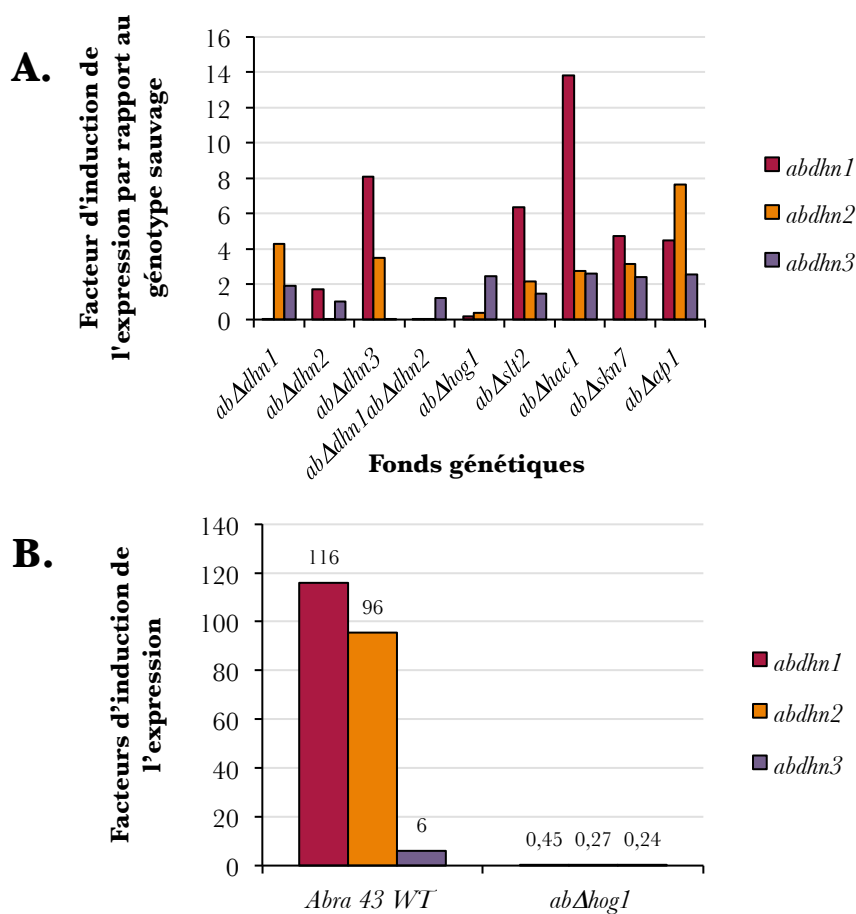 A.
Facteur d'induction de
l'expression par rapport au
génotype sauvage
16
14
12
10
8
6
4
2
0
abΔdhn1
abΔdhn2
abΔdhn3
abΔdhn1abΔdhn2
abΔhog1
abΔslt2
abΔhac1
abΔskn7
abΔap1
Fonds génétiques
abdhn1
abdhn2
abdhn3
B.
Facteurs d’induction de
l’expression
140
120
100
80
60
40
20
0
116
96
6
0,45 0,27 0,24
Abra 43 WT
abΔhog1
abdhn1
abdhn2
abdhn3